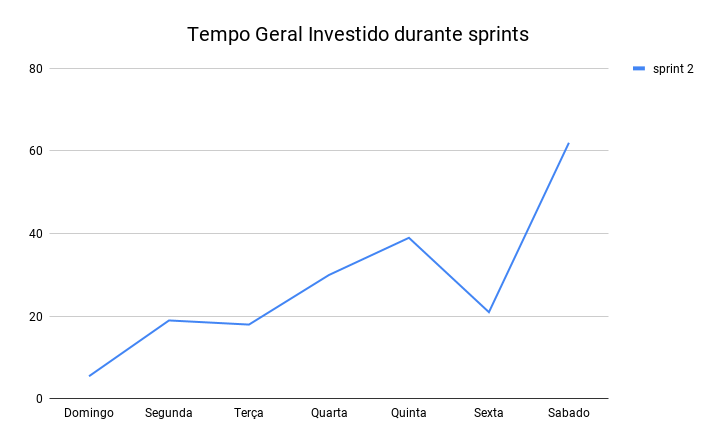 Tempo Geral Investido durante sprints
sprint 2
80
60
40
20
0
Domingo Segunda Terça Quarta Quinta Sexta Sabado